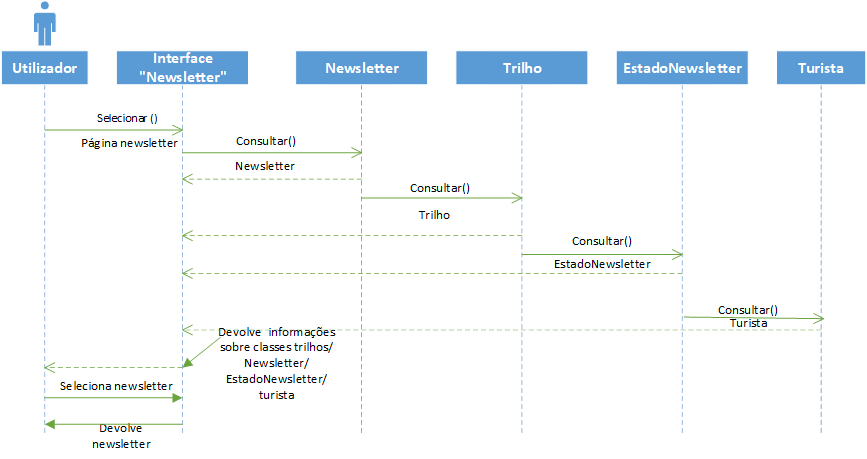 Utilizador
Interface
"Newsletter"
Newsletter
Trilho
EstadoNewsletter
Turista
Selecionar ()
Página newsletter
Consultar()
Newsletter
Consultar()
Trilho
Consultar()
EstadoNewsletter
Consultar()
Turista
Devolve informações
sobre classes trilhos/
Newsletter/
EstadoNewsletter/
turista
Seleciona newsletter
Devolve
newsletter